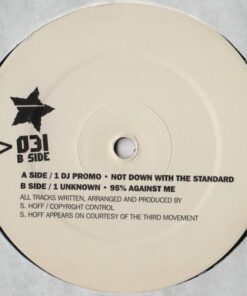 031
B SIDE
A SIDE / 1 DJ PROMO • NOT DOWN WITH THE STANDARD
B SIDE / 1 UNKNOWN • 95% AGAINST ME
ALL TRACKS WRITTEN, ARRANGED AND PRODUCED BY
S. HOFF / COPYRIGHT CONTROL
S. HOFF APPEARS ON COURTESY OF THE THIRD MOVEMENT